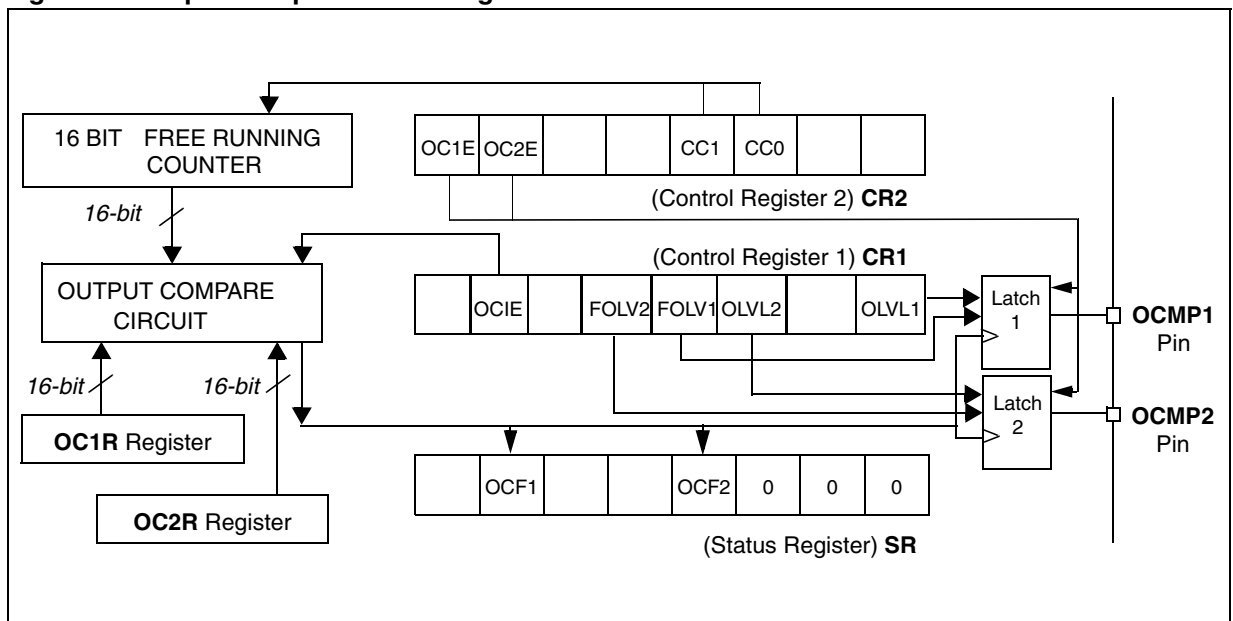 16 BIT FREE RUNNING
COUNTER
16-bit
OC1E OC2E CC1 CC0
(Control Register 2) CR2
(Control Register 1) CR1
OUTPUT COMPARE
CIRCUIT
OCIE FOLV2 FOLV1 OLVL2 OLVL1
Latch
1
OCMP1
Pin
16-bit
16-bit
Latch
2
OCMP2
Pin
OC1R Register
OCF1 OCF2 0 0 0
OC2R Register
(Status Register) SR